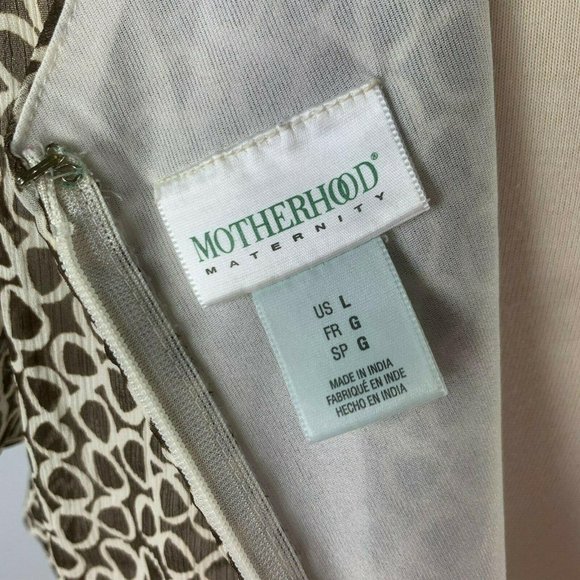 MOTHERHOOD®
MATERNITY
US L
FR G
SP G
MADE IN INDIA
FABRIQUÉ EN INDE
HECHO EN INDIA